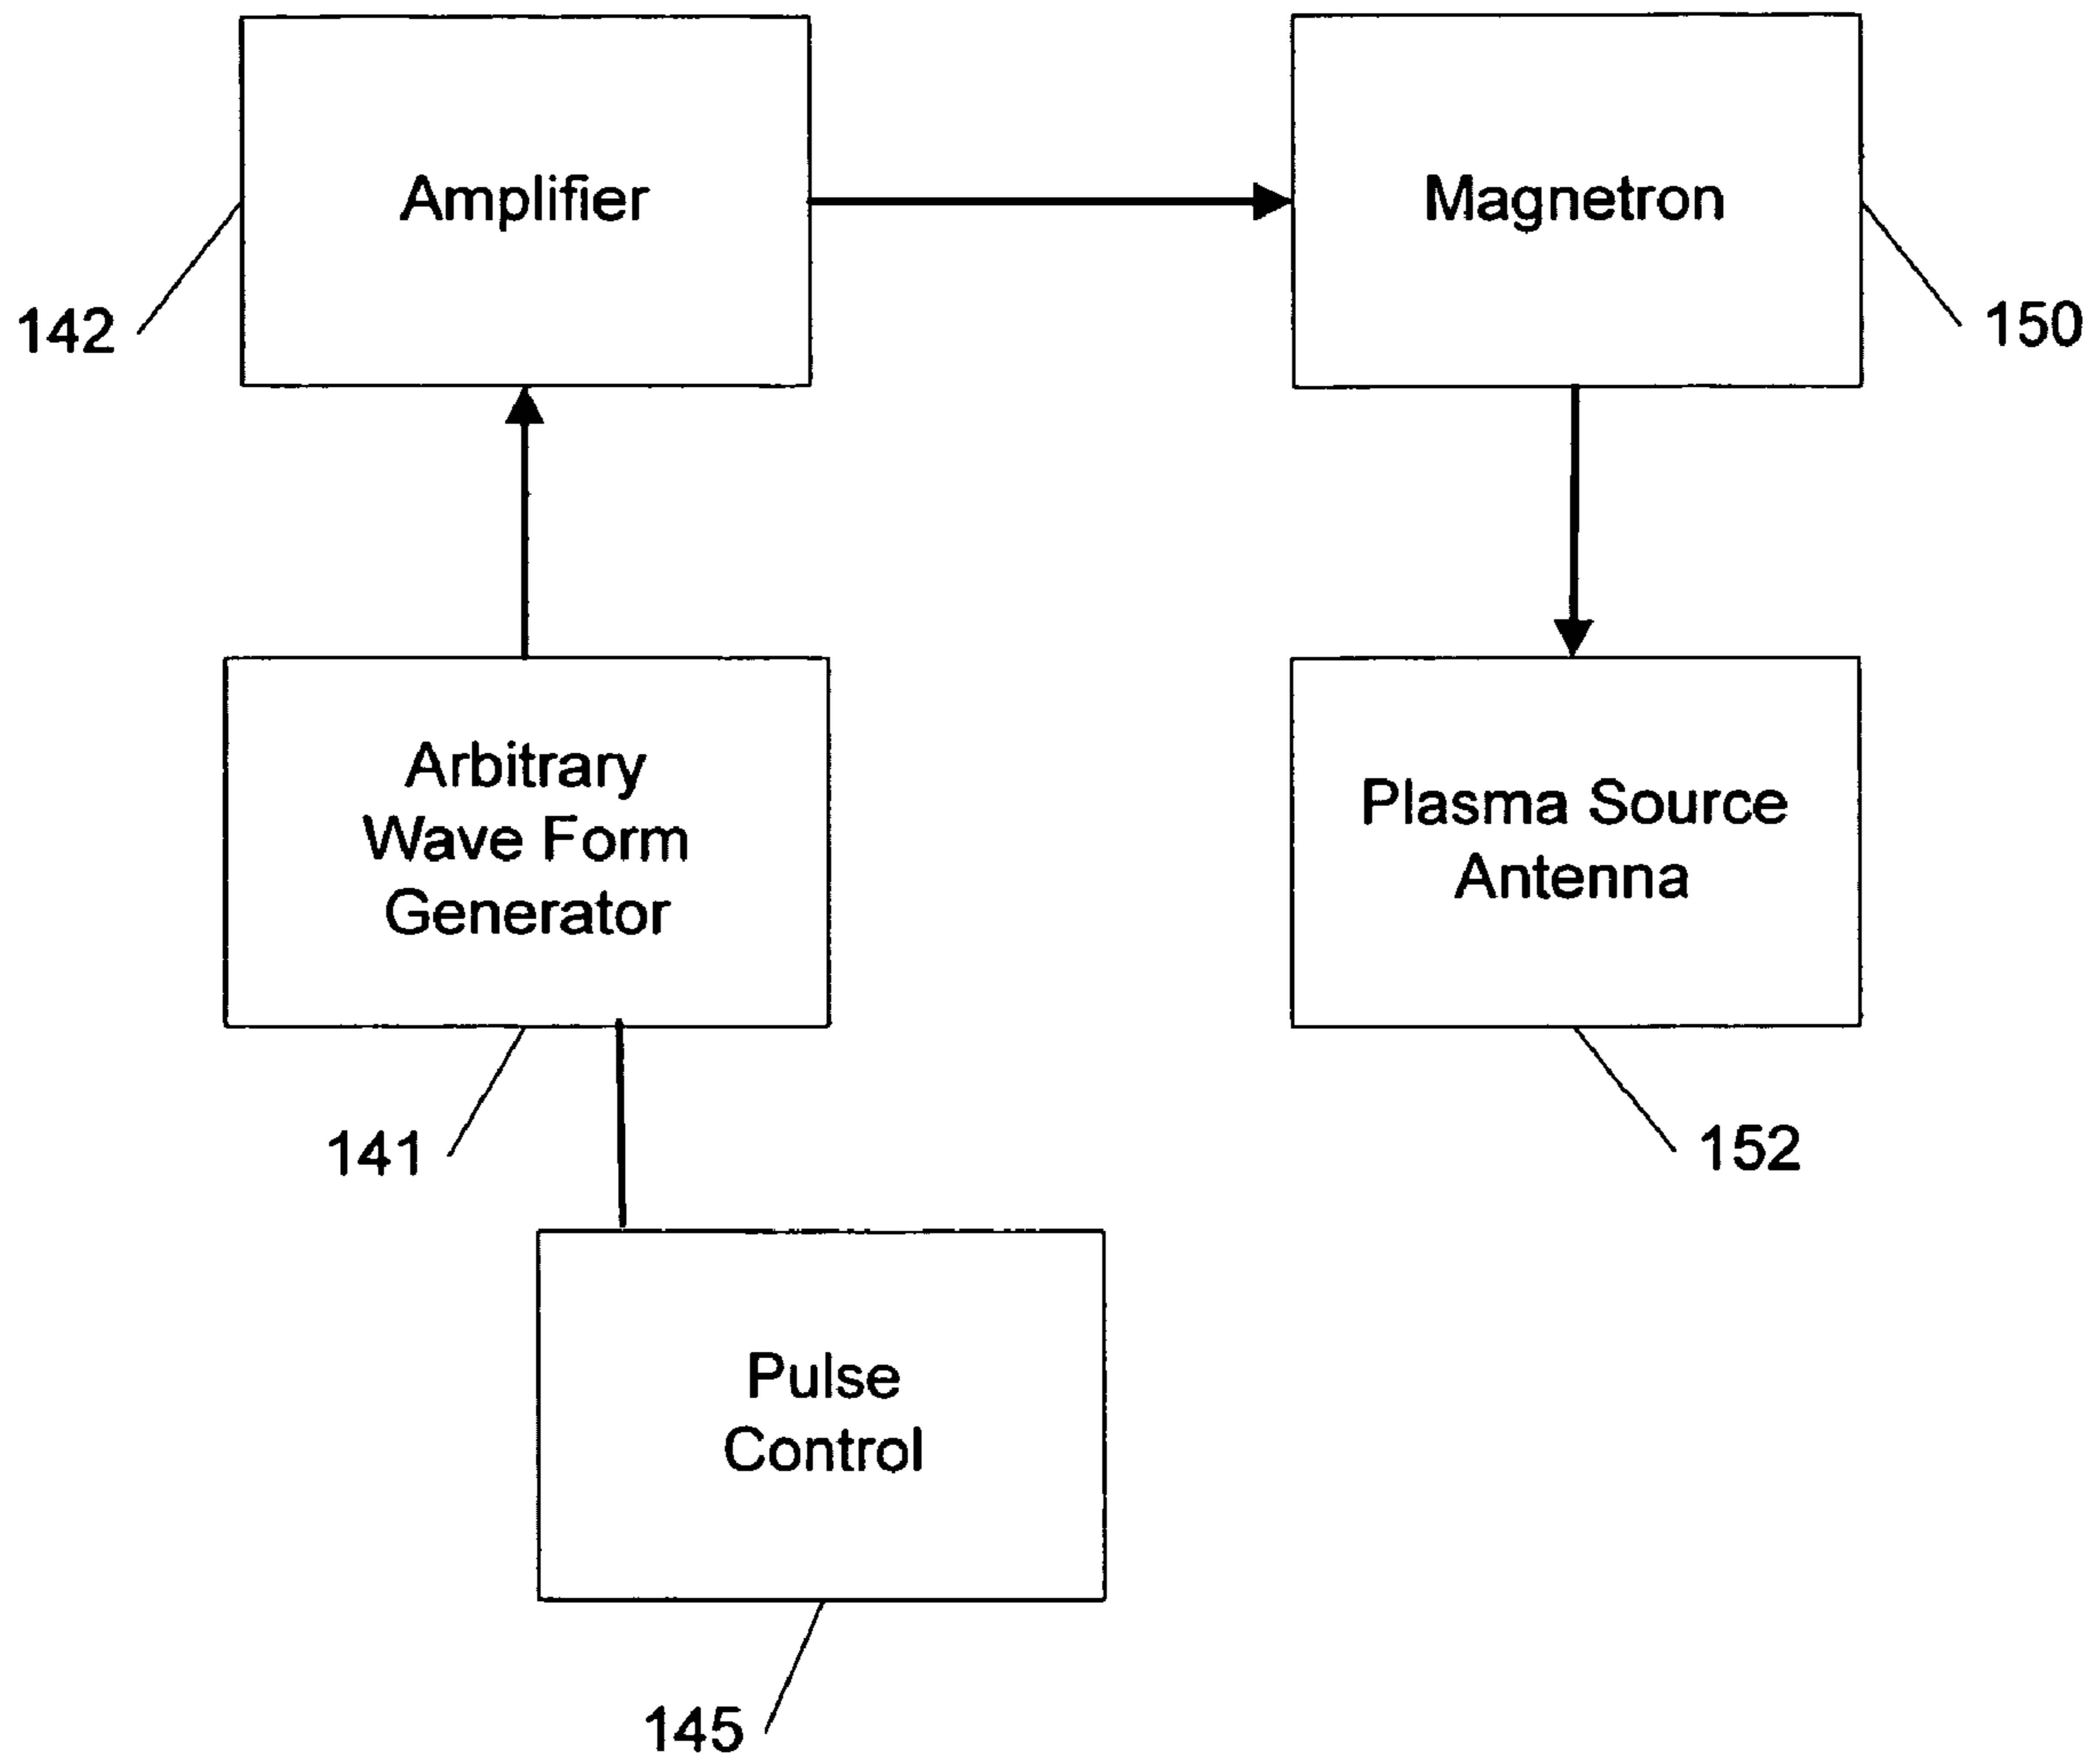 Amplifier
Magnetron
142
150
Arbitrary
Wave Form
Generator
Plasma Source
Antenna
141
152
Pulse
Control
145